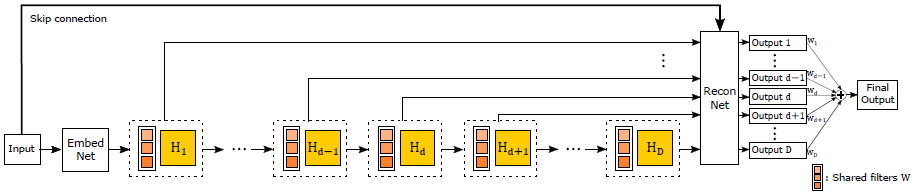 Skip connection
Input
Embed
Net
H1
...
Hd−1
Hd
Hd+1
...
HD
Recon
Net
Output 1
Output d−1
Output d
Output d+1
Output D
w1
wd−1
wd
wd+1
wD
+
Final
Output
: Shared filters W